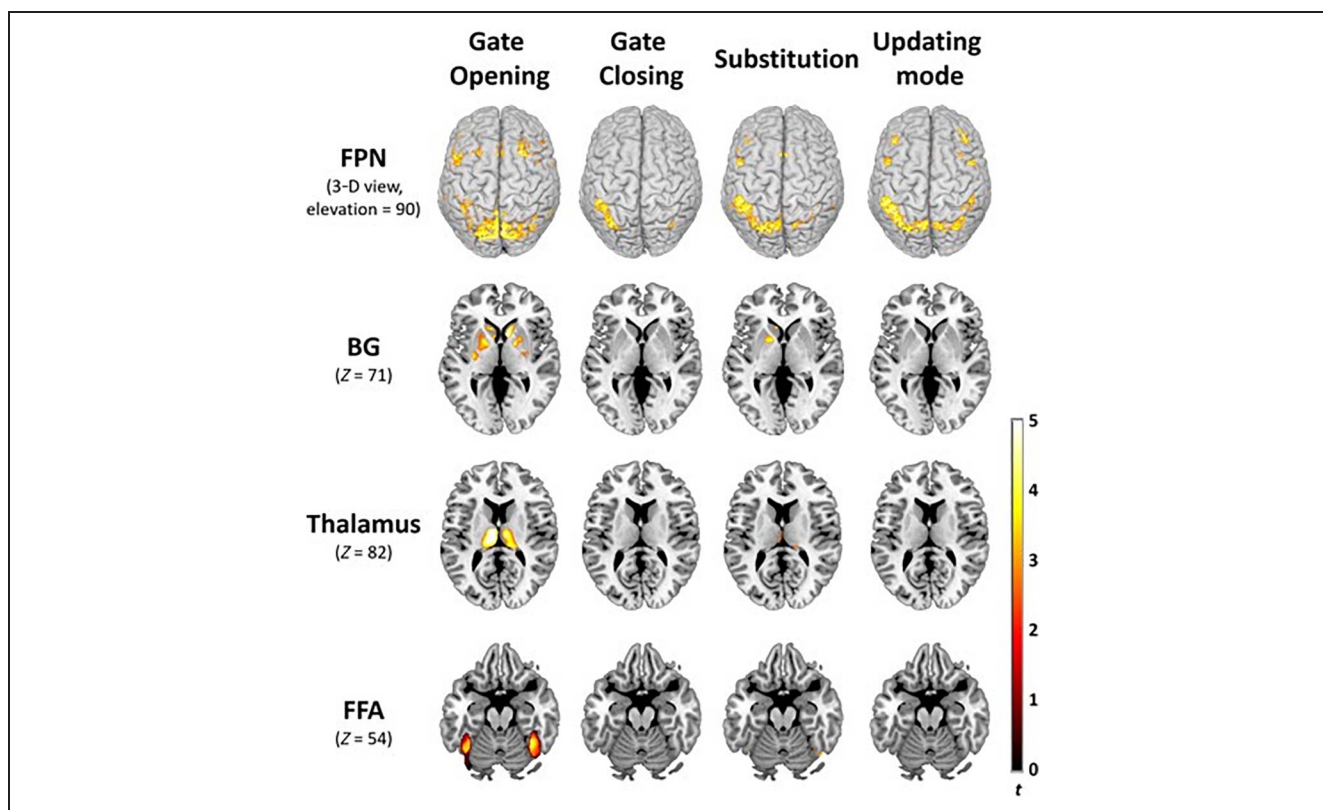 Gate Opening
Gate Closing
Substitution
Updating mode
FPN
(3-D view,
elevation = 90)
BG
(Z = 71)
Thalamus
(Z = 82)
FFA
(Z = 54)
5
4
3
2
1
0
t